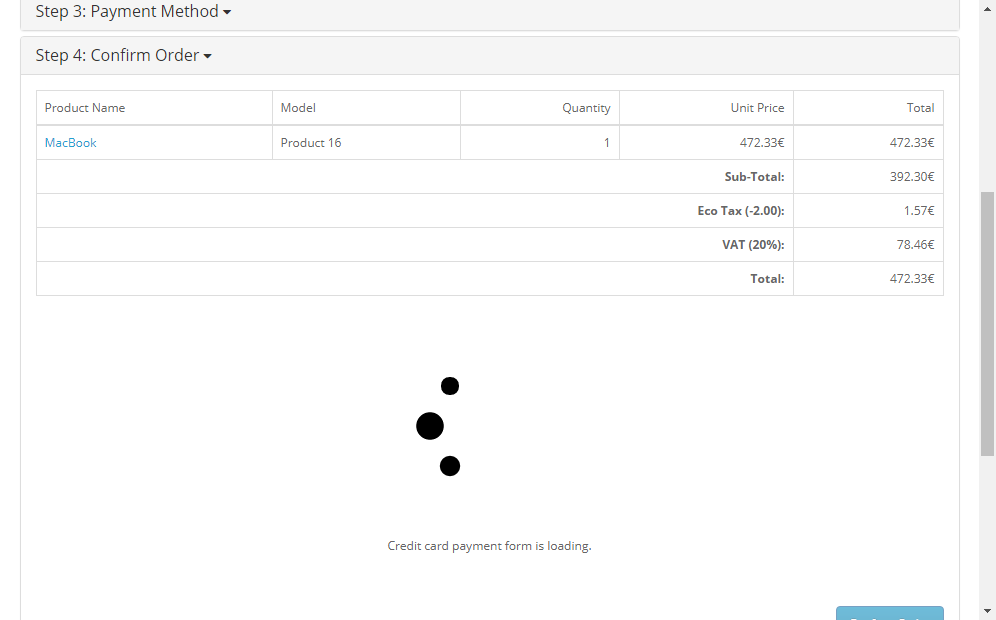 Step 3: Payment Method
Step 4: Confirm Order
Product Name Model Quantity Unit Price Total
MacBook Product 16 1 472.33€ 472.33€
Sub-Total: 392.30€
Eco Tax (-2.00): 1.57€
VAT (20%): 78.46€
Total: 472.33€
Credit card payment form is loading.